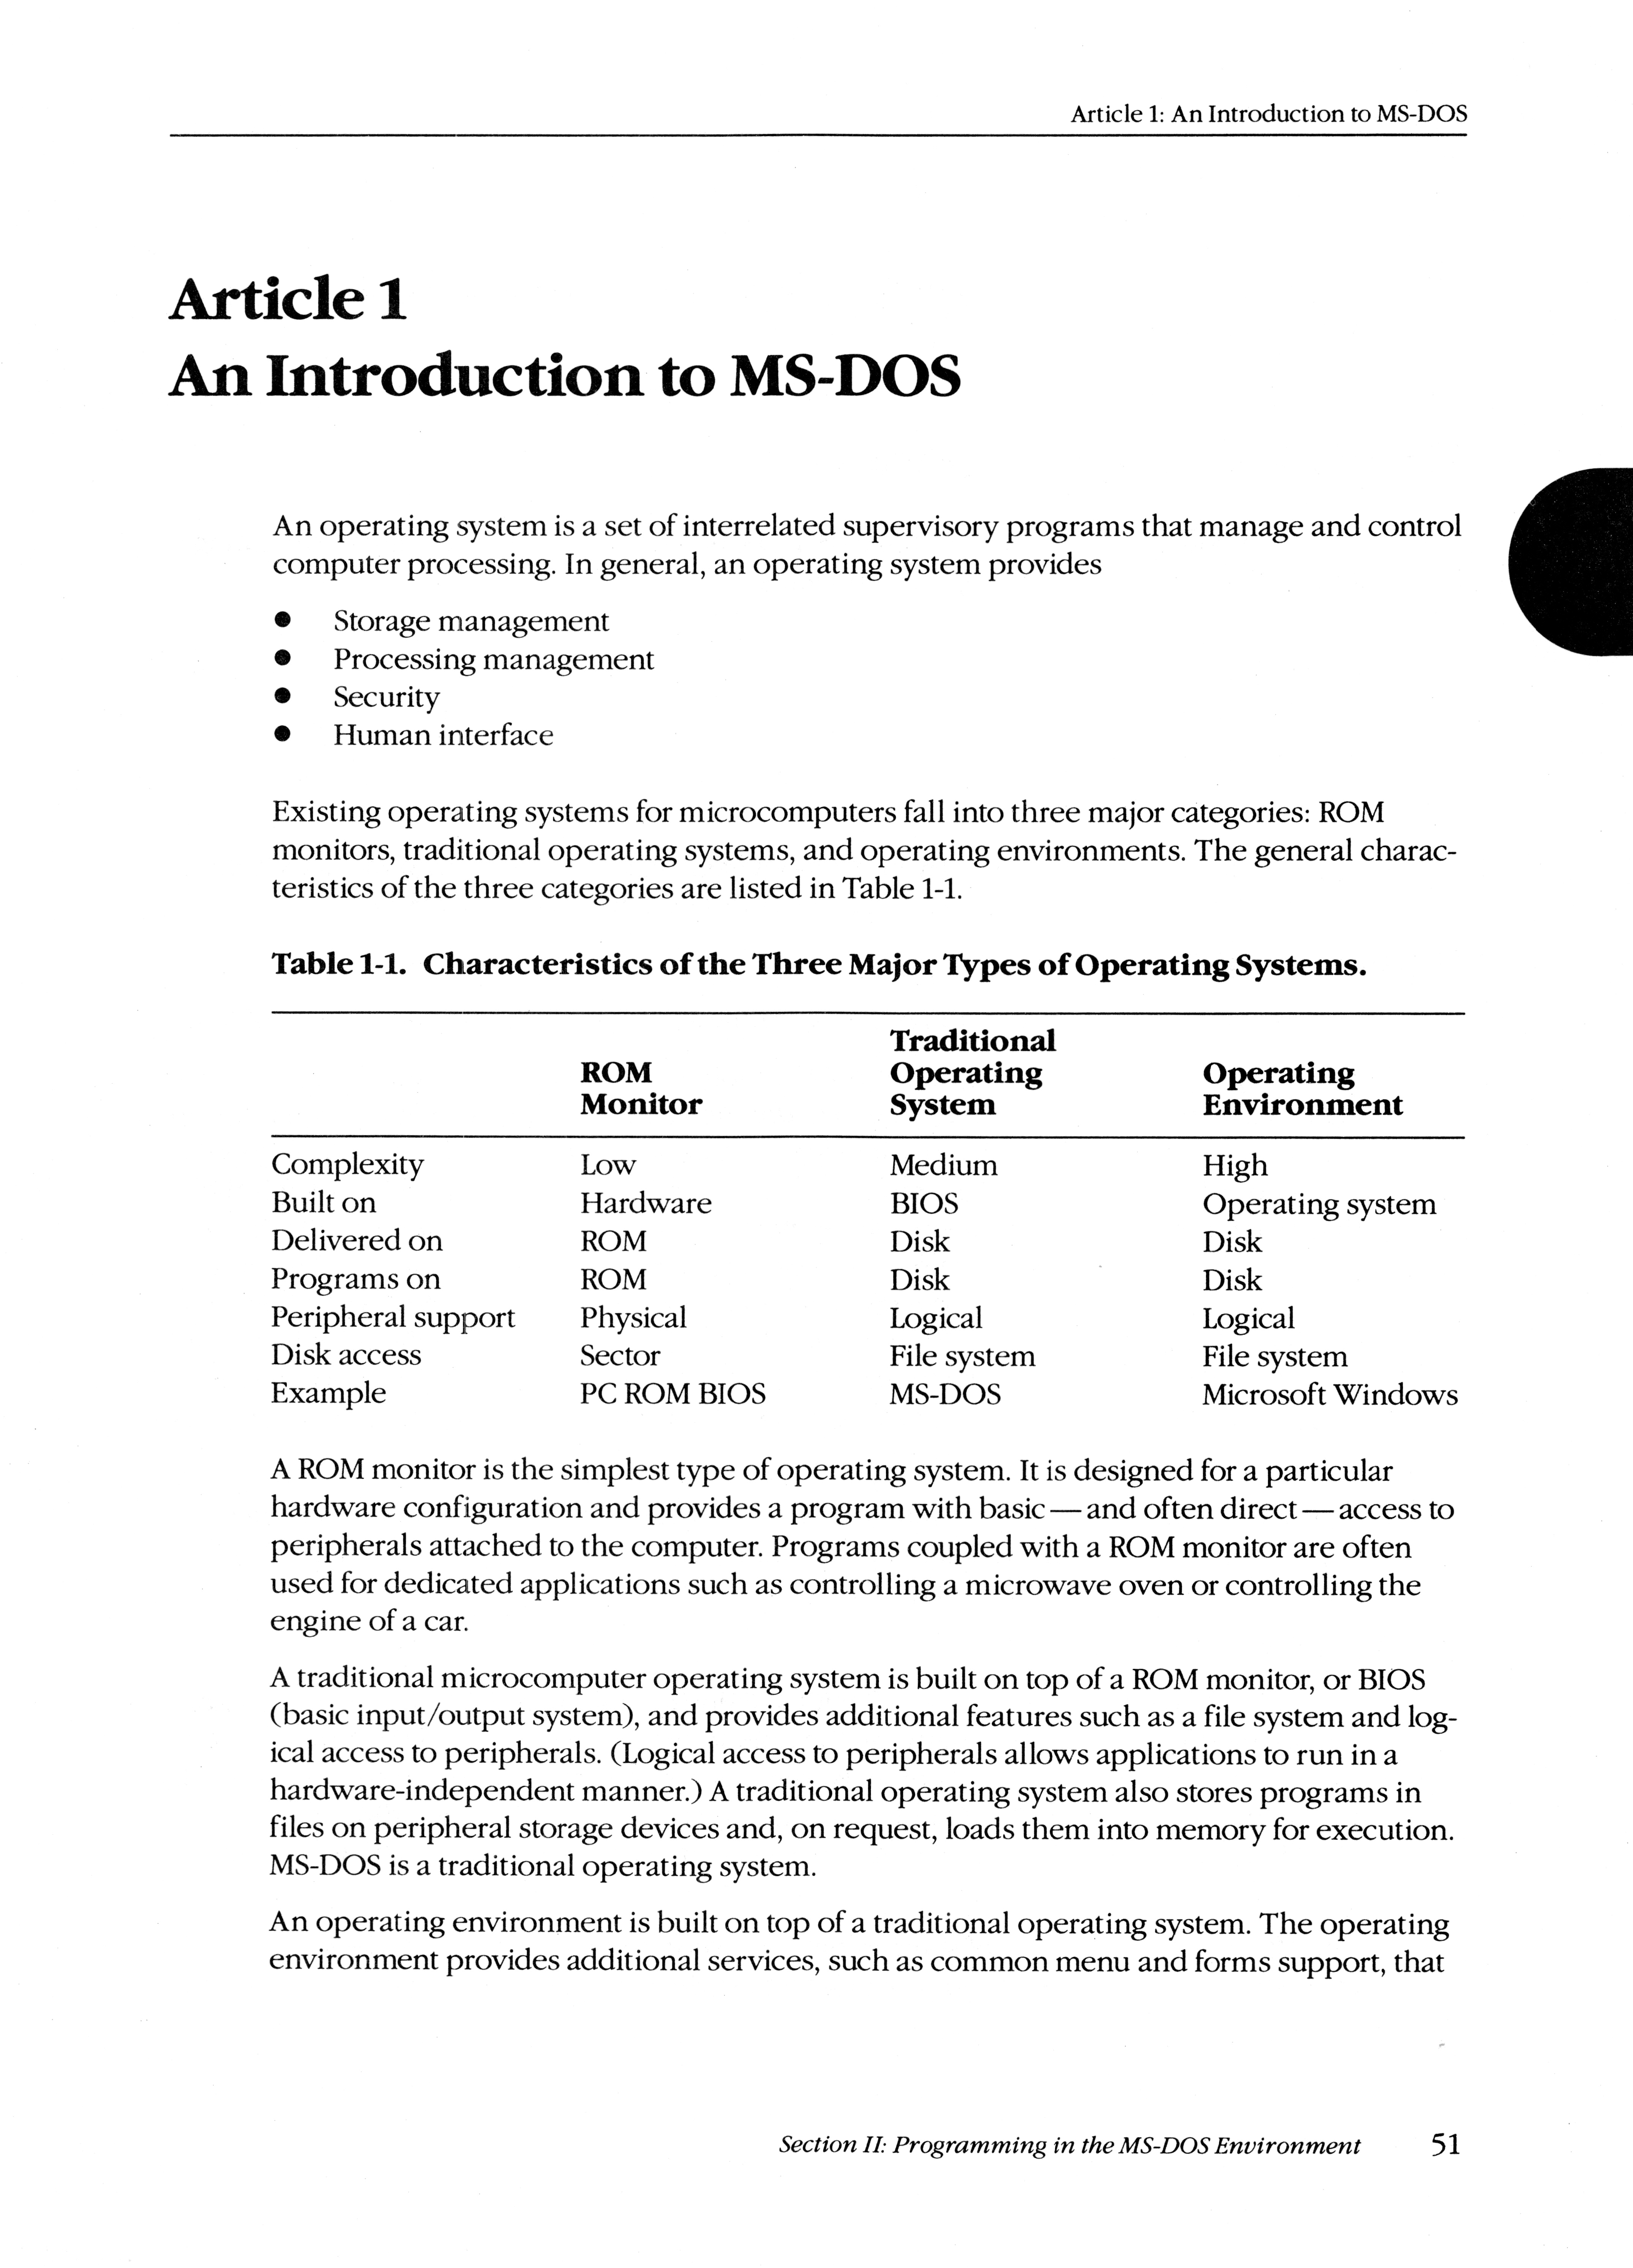 Article 1: An Introduction to MS-DOS
Article 1
An Introduction to MS-DOS
An operating system is a set of interrelated supervisory programs that manage and control
computer processing. In general, an operating system provides
● Storage management
● Processing management
● Security
● Human interface
Existing operating systems for microcomputers fall into three major categories: ROM
monitors, traditional operating systems, and operating environments. The general charac-
teristics of the three categories are listed in Table 1-1.
Table 1-1. Characteristics of the Three Major Types of Operating Systems.
Traditional
ROM Operating Operating
Monitor System Environment
Complexity Low Medium High
Built on Hardware BIOS Operating system
Delivered on ROM Disk Disk
Programs on ROM Disk Disk
Peripheral support Physical Logical Logical
Disk access Sector File system File system
Example PC ROM BIOS MS-DOS Microsoft Windows
A ROM monitor is the simplest type of operating system. It is designed for a particular
hardware configuration and provides a program with basic — and often direct — access to
peripherals attached to the computer. Programs coupled with a ROM monitor are often
used for dedicated applications such as controlling a microwave oven or controlling the
engine of a car.
A traditional microcomputer operating system is built on top of a ROM monitor, or BIOS
(basic input/output system), and provides additional features such as a file system and log-
ical access to peripherals. (Logical access to peripherals allows applications to run in a
hardware-independent manner.) A traditional operating system also stores programs in
files on peripheral storage devices and, on request, loads them into memory for execution.
MS-DOS is a traditional operating system.
An operating environment is built on top of a traditional operating system. The operating
environment provides additional services, such as common menu and forms support, that
Section II: Programming in the MS-DOS Environment 51